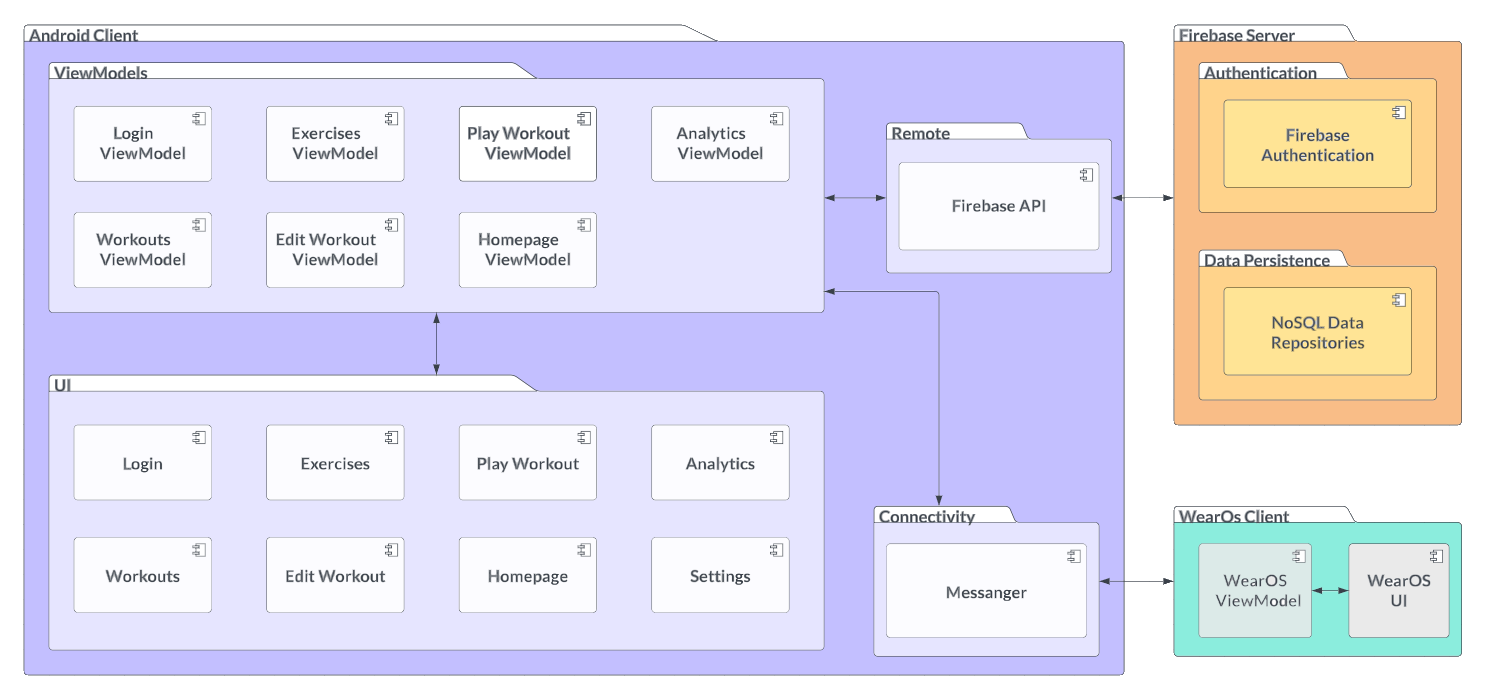 Android Client
ViewModels
Login
ViewModel
Exercises
ViewModel
Play Workout
ViewModel
Analytics
ViewModel
Workouts
ViewModel
Edit Workout
ViewModel
Homepage
ViewModel
Remote
Firebase API
UI
Login
Exercises
Play Workout
Analytics
Workouts
Edit Workout
Homepage
Settings
Connectivity
Messanger
Firebase Server
Authentication
Firebase
Authentication
Data Persistence
NoSQL Data
Repositories
WearOs Client
WearOS
ViewModel
WearOS
UI